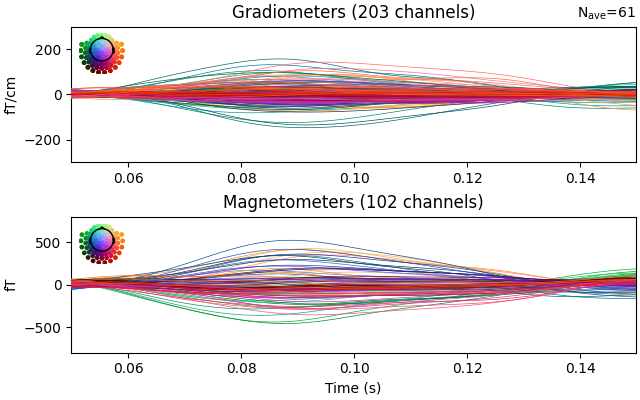 Gradiometers (203 channels)
Nave=61
200
0
−200
fT/cm
0.06 0.08 0.10 0.12 0.14
Magnetometers (102 channels)
500
0
−500
fT
0.06 0.08 0.10 0.12 0.14
Time (s)